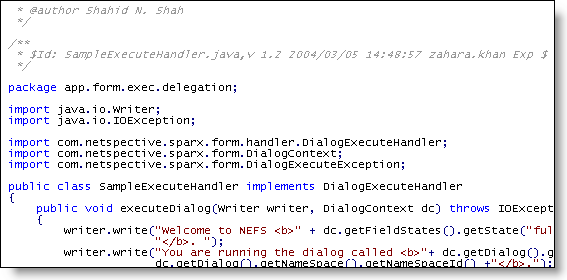 * @author Shahid N. Shah
*/
/**
* $Id: SampleExecuteHandler.java,v 1.2 2004/03/05 14:48:57 zahara.khan Exp $
*/
package app.form.exec.delegation;
import java.io.Writer;
import java.io.IOException;
import com.netspective.sparx.form.handler.DialogExecuteHandler;
import com.netspective.sparx.form.DialogContext;
import com.netspective.sparx.form.DialogExecuteException;
public class SampleExecuteHandler implements DialogExecuteHandler
{
public void executeDialog(Writer writer, DialogContext dc) throws IOExcept
{
writer.write("Welcome to NEFS <b>" + dc.getFieldStates().getState("ful
"</b>. ");
writer.write("You are running the dialog called <b>"+ dc.getDialog().g
dc.getDialog().getNameSpace().getNameSpaceId() +"</b>.");